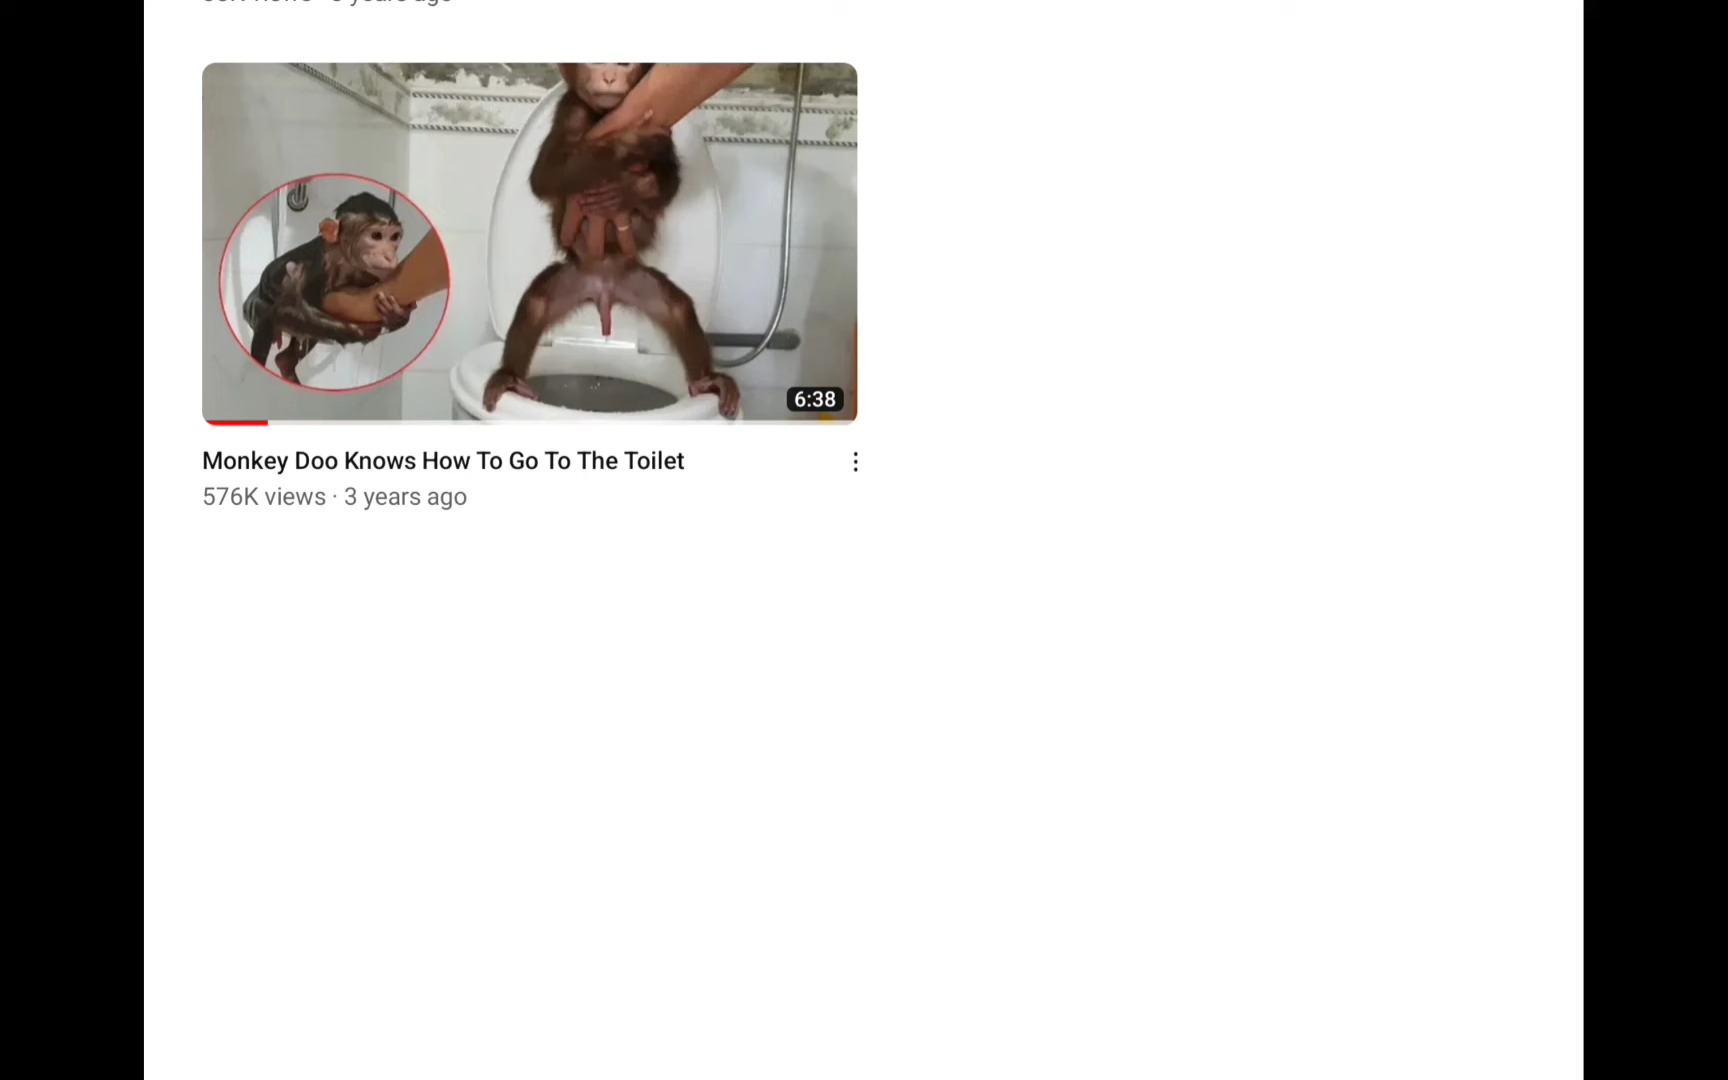 6:38
Monkey Doo Knows How To Go To The Toilet
576K views · 3 years ago